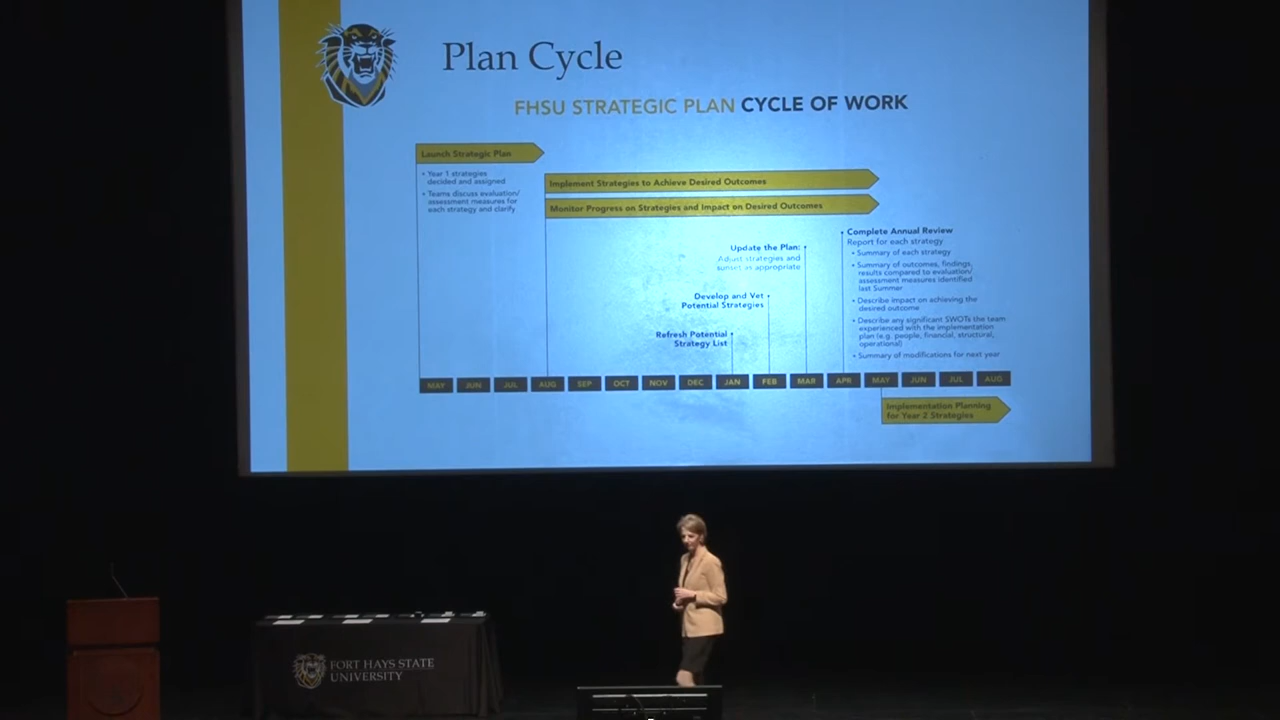 Plan Cycle
FHSU STRATEGIC PLAN CYCLE OF WORK
Launch Strategic Plan
• Year 1 strategies
decided and assigned
• Teams discuss evaluation/
assessment measures for
each strategy and clarify
Implement Strategies to Achieve Desired Outcomes
Monitor Progress on Strategies and Impact on Desired Outcomes
Update the Plan:
Adjust strategies and
sunset as appropriate
Develop and Vet
Potential Strategies
Refresh Potential
Strategy List
Complete Annual Review
Report for each strategy
• Summary of each strategy
• Summary of outcomes, findings,
results compared to evaluation/
assessment measures identified
last Summer
• Describe impact on achieving the
desired outcome
• Describe any significant SWOTs the team
experienced with the implementation
plan (e.g. people, financial, structural,
operational)
• Summary of modifications for next year
MAY JUN JUL AUG SEP OCT NOV DEC JAN FEB MAR APR MAY JUN JUL AUG
Implementation Planning
for Year 2 Strategies
FORT HAYS STATE
UNIVERSITY